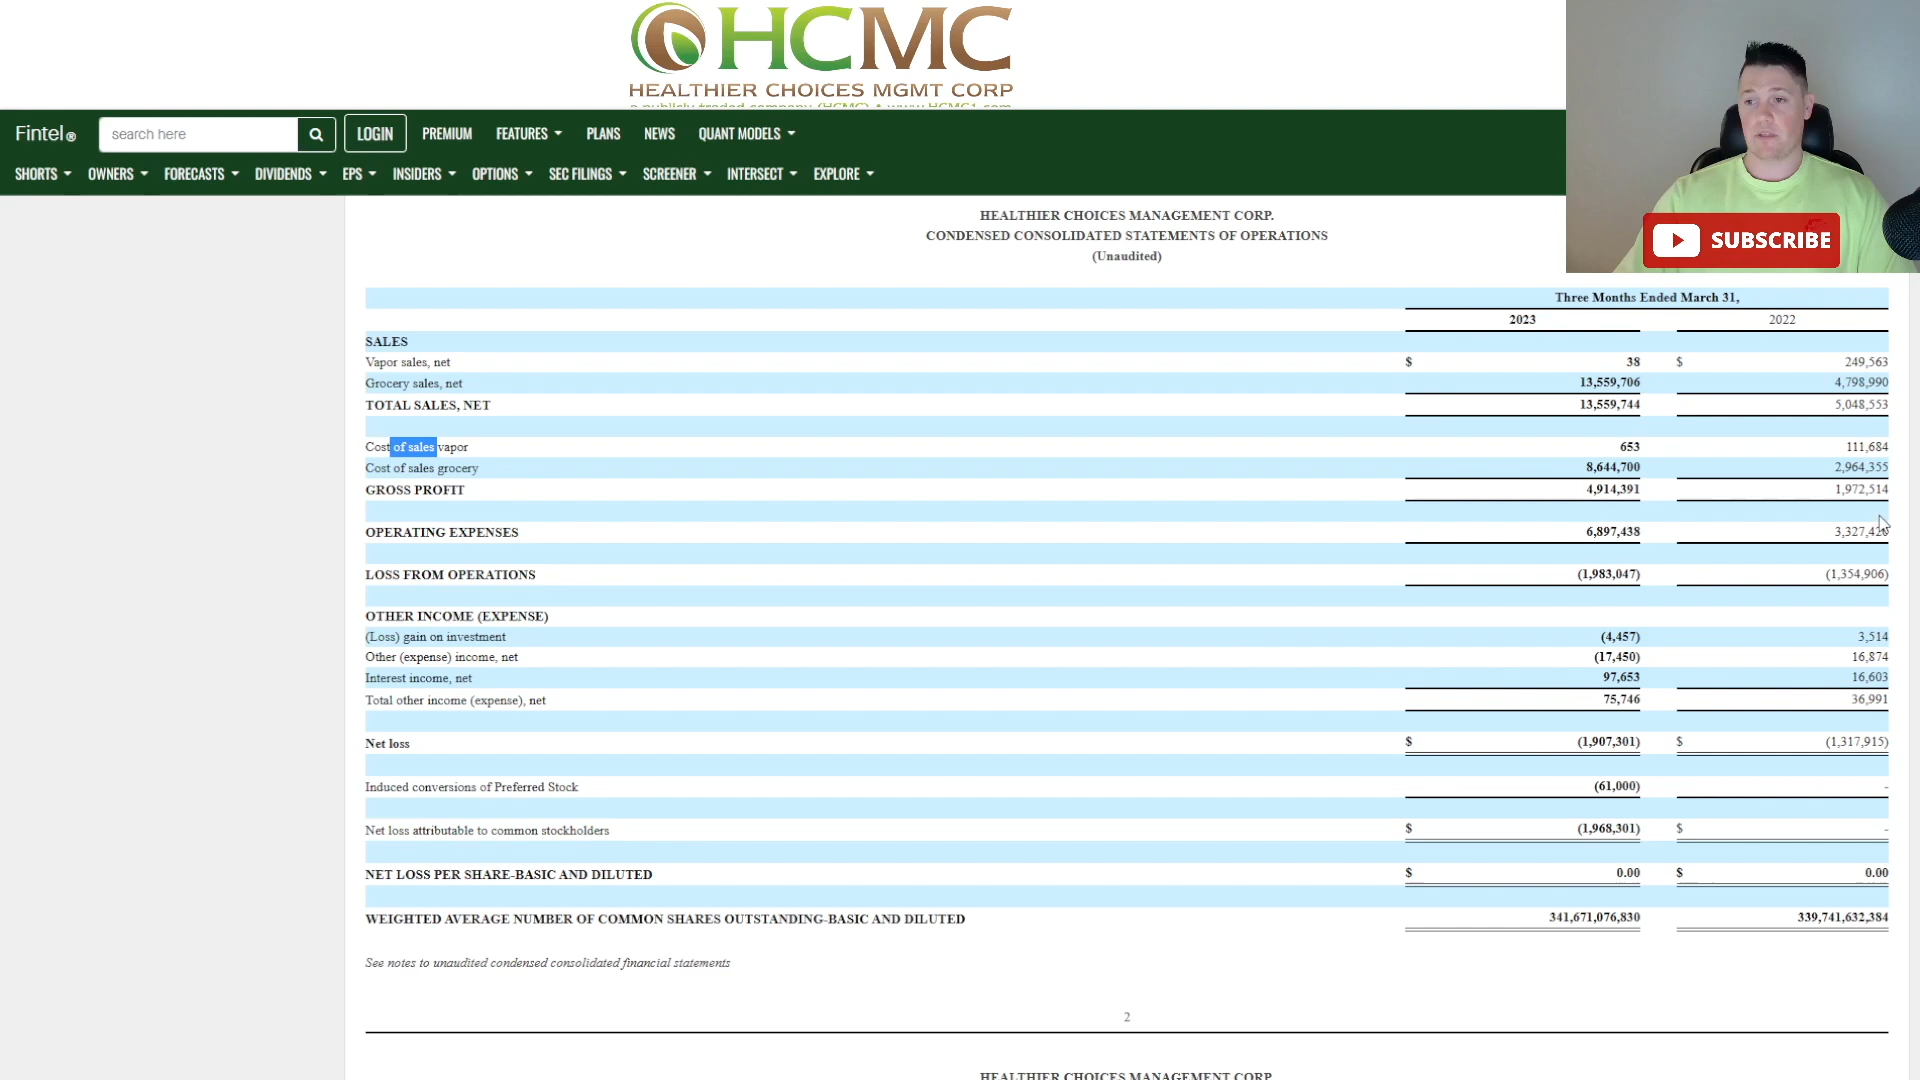 HCMC
HEALTHIER CHOICES MGMT CORP
a publicly traded company (HCMC) • www.HCMC1.com
Fintel® search here LOGIN PREMIUM FEATURES PLANS NEWS QUANT MODELS
SHORTS OWNERS FORECASTS DIVIDENDS EPS INSIDERS OPTIONS SEC FILINGS SCREENER INTERSECT EXPLORE
SUBSCRIBE
HEALTHIER CHOICES MANAGEMENT CORP.
CONDENSED CONSOLIDATED STATEMENTS OF OPERATIONS
(Unaudited)
Three Months Ended March 31,
2023 2022
SALES
Vapor sales, net $ 38 $ 249,563
Grocery sales, net 13,559,706 4,798,990
TOTAL SALES, NET 13,559,744 5,048,553
Cost of sales vapor 653 111,684
Cost of sales grocery 8,644,700 2,964,355
GROSS PROFIT 4,914,391 1,972,514
OPERATING EXPENSES 6,897,438 3,327,420
LOSS FROM OPERATIONS (1,983,047) (1,354,906)
OTHER INCOME (EXPENSE)
(Loss) gain on investment (4,457) 3,514
Other (expense) income, net (17,450) 16,874
Interest income, net 97,653 16,603
Total other income (expense), net 75,746 36,991
Net loss $ (1,907,301) $ (1,317,915)
Induced conversions of Preferred Stock (61,000) -
Net loss attributable to common stockholders $ (1,968,301) $ -
NET LOSS PER SHARE-BASIC AND DILUTED $ 0.00 $ 0.00
WEIGHTED AVERAGE NUMBER OF COMMON SHARES OUTSTANDING-BASIC AND DILUTED 341,671,076,830 339,741,632,384
See notes to unaudited condensed consolidated financial statements
2
HEALTHIER CHOICES MANAGEMENT CORP